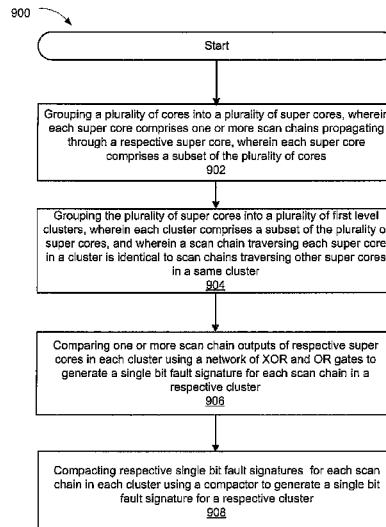 900
Start
Grouping a plurality of cores into a plurality of super cores, wherein
each super core comprises one or more scan chains propagating
through a respective super core, wherein each super core
comprises a subset of the plurality of cores
902
Grouping the plurality of super cores into a plurality of first level
clusters, wherein each cluster comprises a subset of the plurality of
super cores, and wherein a scan chain traversing each super core
in a cluster is identical to scan chains traversing other super cores
in a same cluster
904
Comparing one or more scan chain outputs of respective super
cores in each cluster using a network of XOR and OR gates to
generate a single bit fault signature for each scan chain in a
respective cluster
906
Compacting respective single bit fault signatures for each scan
chain in each cluster using a compactor to generate a single bit
fault signature for a respective cluster
908